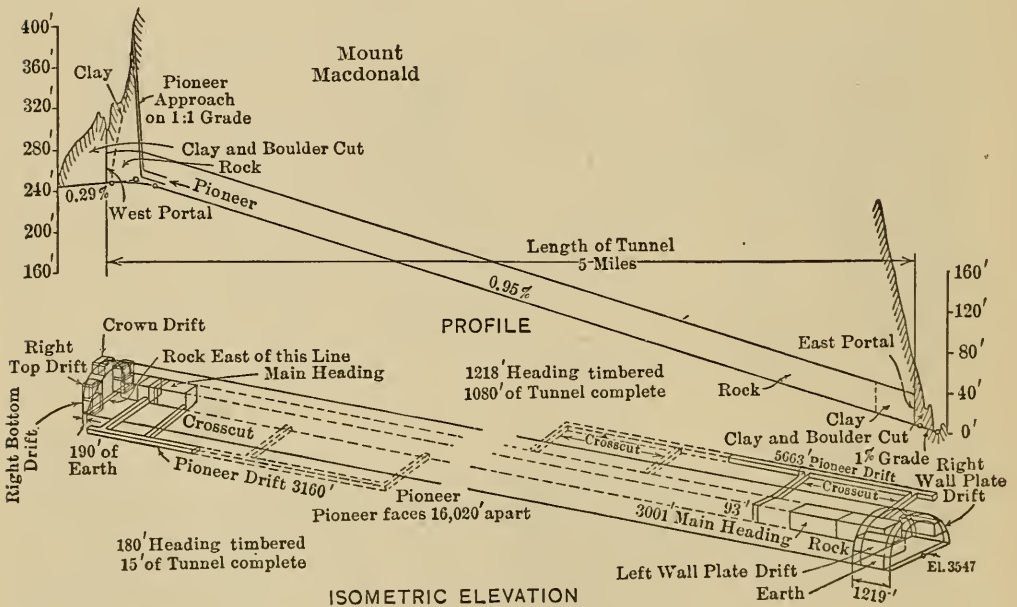 400'
360'
320'
280'
240'
200'
160'
Clay
Pioneer
Approach
on 1:1 Grade
Mount
Macdonald
Clay and Boulder Cut
Rock
Pioneer
0.29%
West Portal
Length of Tunnel
5 Miles
0.95%
PROFILE
160'
120'
80'
40'
0'
East Portal
Rock
Clay
Clay and Boulder Cut
1% Grade
Crown Drift
Right
Top Drift
Rock East of this Line
Main Heading
1218' Heading timbered
1080' of Tunnel complete
Right Bottom
Drift
190' of
Earth
Crosscut
Pioneer Drift 3160'
Pioneer
Pioneer faces 16,020' apart
Crosscut
5663' Pioneer Drift
Crosscut
Right
Wall Plate
Drift
93'
3001' Main Heading
Rock
180' Heading timbered
15' of Tunnel complete
Left Wall Plate Drift
Earth
1219'
El. 3547
ISOMETRIC ELEVATION